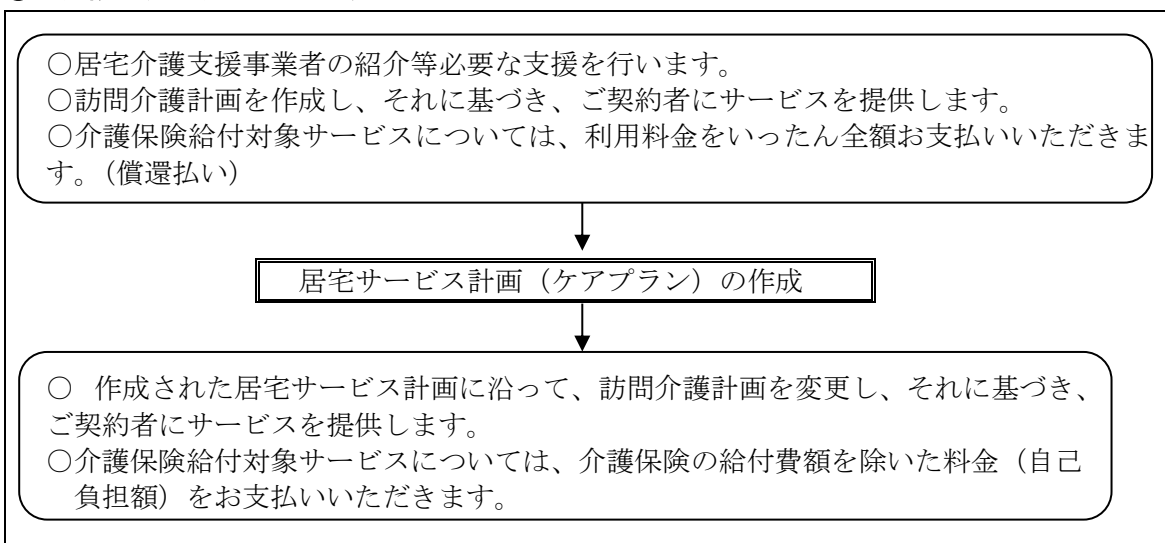 ○居宅介護支援事業者の紹介等必要な支援を行います。
○訪問介護計画を作成し、それに基づき、ご契約者にサービスを提供します。
○介護保険給付対象サービスについては、利用料金をいったん全額お支払いいただきま
す。（償還払い）
居宅サービス計画（ケアプラン）の作成
○ 作成された居宅サービス計画に沿って、訪問介護計画を変更し、それに基づき、
ご契約者にサービスを提供します。
○介護保険給付対象サービスについては、介護保険の給付費額を除いた料金（自己
負担額）をお支払いいただきます。